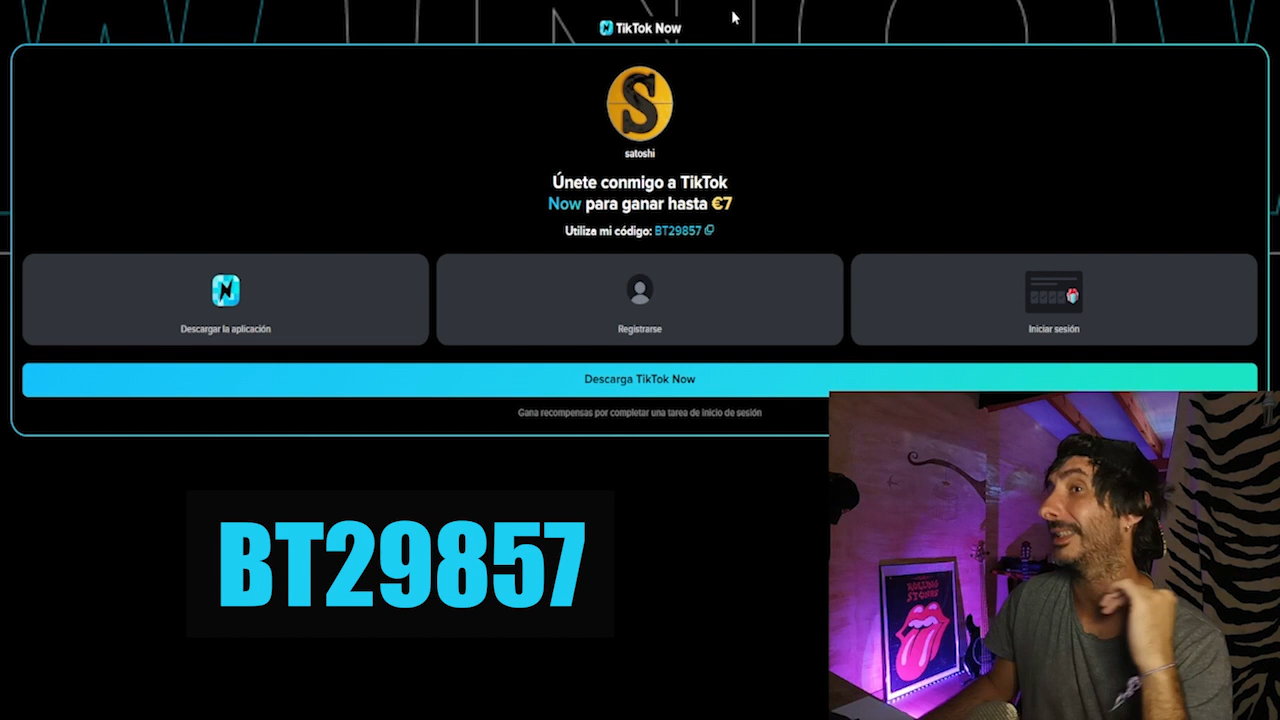 TikTok Now
satoshi
Únete conmigo a TikTok
Now para ganar hasta €7
Utiliza mi código: BT29857
Descargar la aplicación
Registrarse
Iniciar sesión
Descarga TikTok Now
Gana recompensas por completar una tarea de inicio de sesión
BT29857
ROLLING
STONES